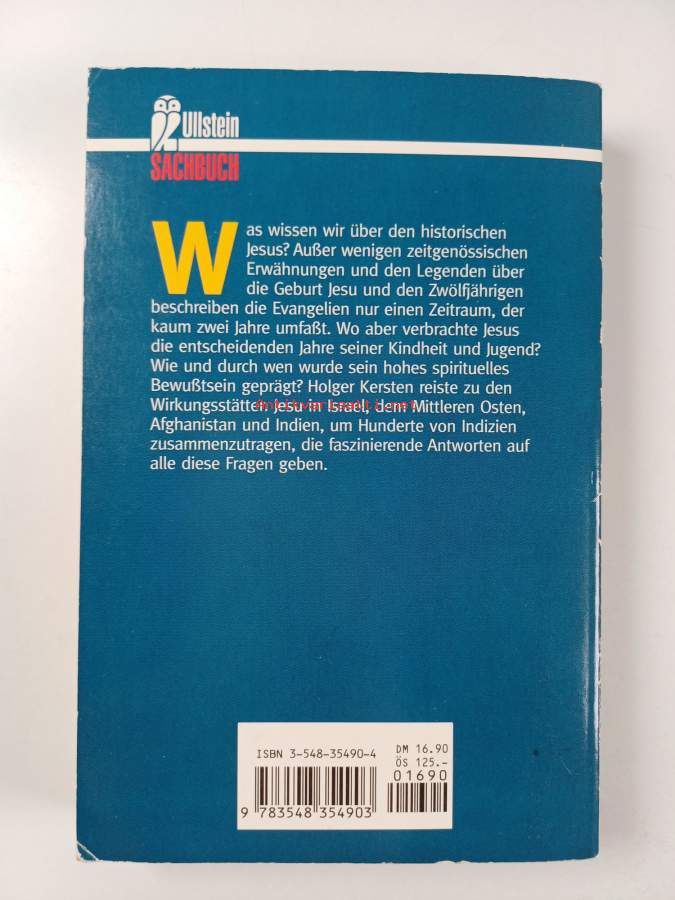 Ullstein
SACHBUCH
Was wissen wir über den historischen
Jesus? Außer wenigen zeitgenössischen
Erwähnungen und den Legenden über
die Geburt Jesu und den Zwölfjährigen
beschreiben die Evangelien nur einen Zeitraum, der
kaum zwei Jahre umfaßt. Wo aber verbrachte Jesus
die entscheidenden Jahre seiner Kindheit und Jugend?
Wie und durch wen wurde sein hohes spirituelles
Bewußtsein geprägt? Holger Kersten reiste zu den
Wirkungsstätten Jesu in Israel, dem Mittleren Osten,
Antikvariaatti.net
Afghanistan und Indien, um Hunderte von Indizien
zusammenzutragen, die faszinierende Antworten auf
alle diese Fragen geben.
ISBN 3-548-35490-4
DM 16.90
ÖS 125.-
01690
9 783548 354903